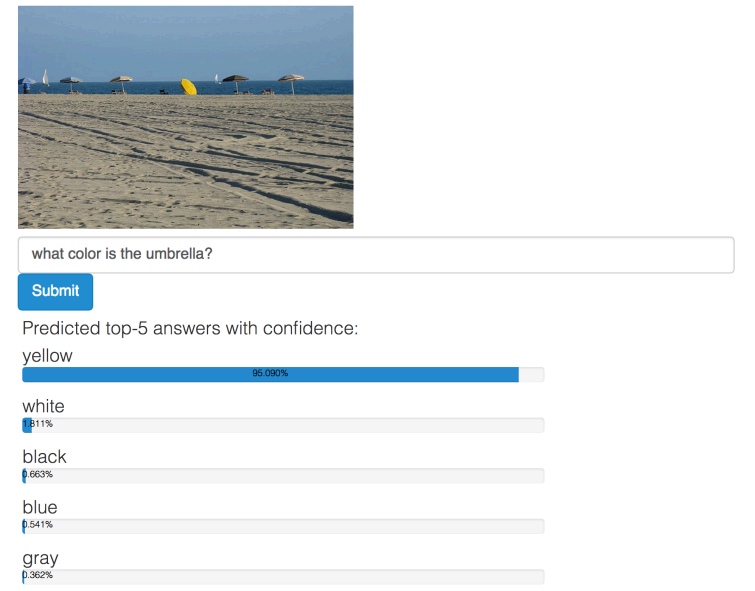 what color is the umbrella?
Submit
Predicted top-5 answers with confidence:
yellow
95.090%
white
1.811%
black
0.663%
blue
0.541%
gray
0.362%